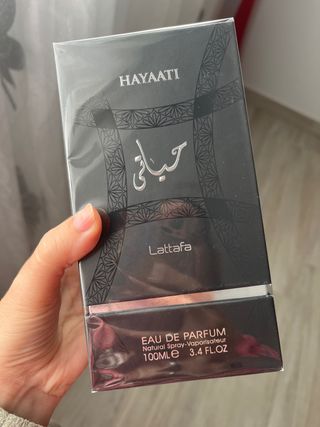 HAYAATI
حياتي
Lattafa
EAU DE PARFUM
Natural Spray-Vaporisateur
100ML℮ 3.4 FL.OZ